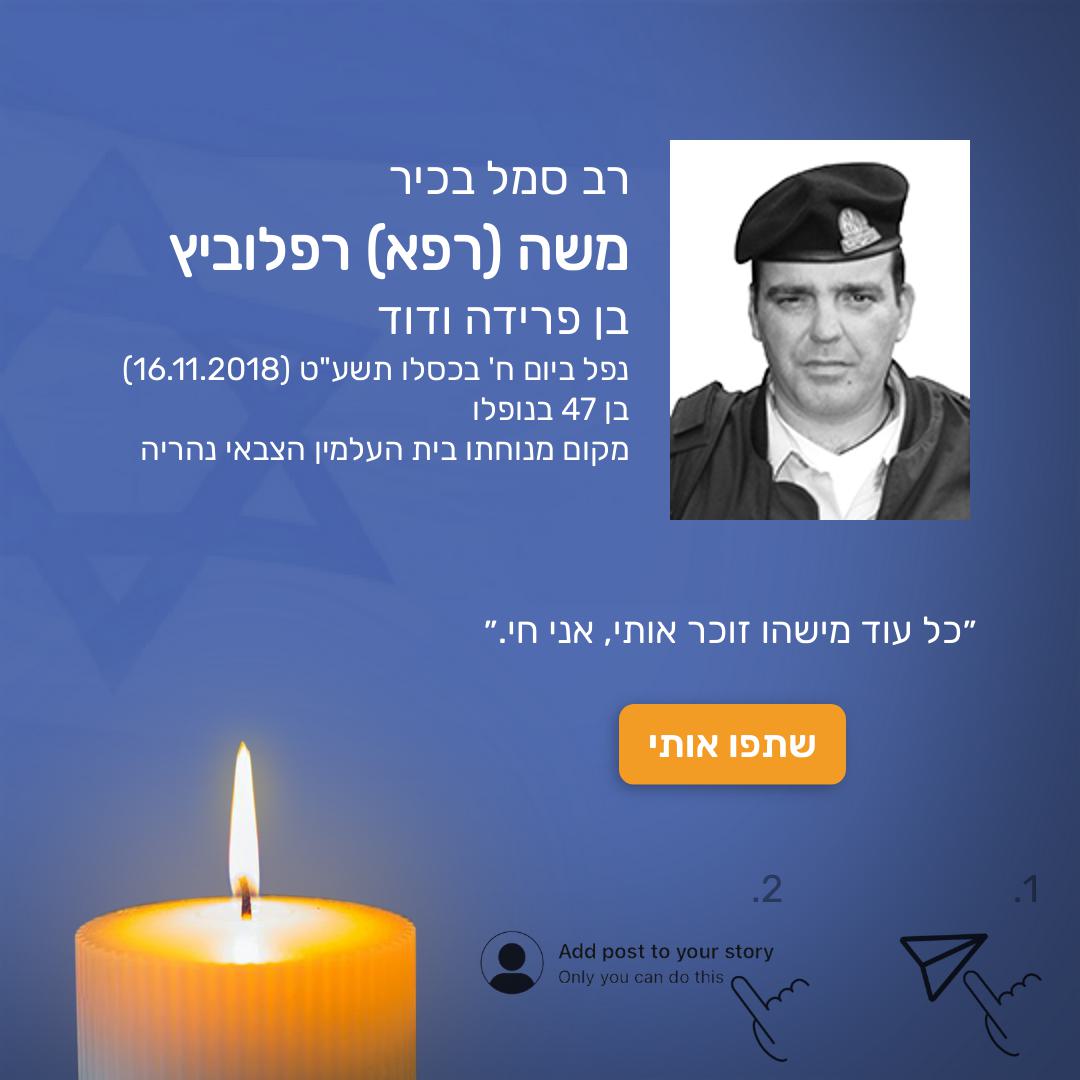 רב סמל בכיר
משה (רפא) רפלוביץ
בן פרידה ודוד
נפל ביום ח' בכסלו תשע"ט (16.11.2018)
בן 47 בנופלו
מקום מנוחתו בית העלמין הצבאי נהריה
״כל עוד מישהו זוכר אותי, אני חי.״
שתפו אותי
.1
.2
Add post to your story
Only you can do this